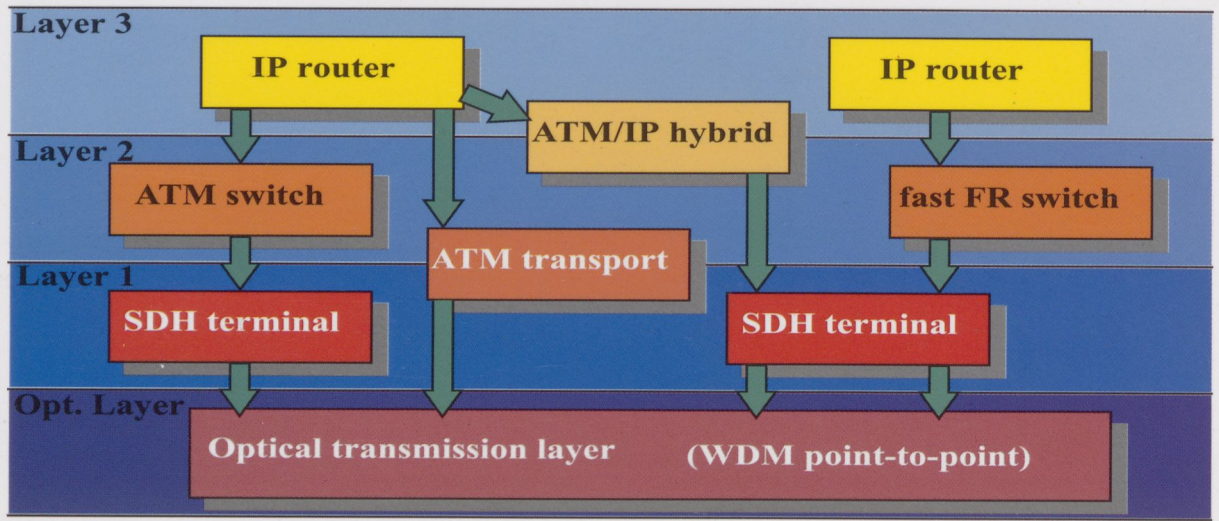 Layer 3
IP router
IP router
ATM/IP hybrid
Layer 2
ATM switch
fast FR switch
ATM transport
Layer 1
SDH terminal
SDH terminal
Opt. Layer
Optical transmission layer (WDM point-to-point)